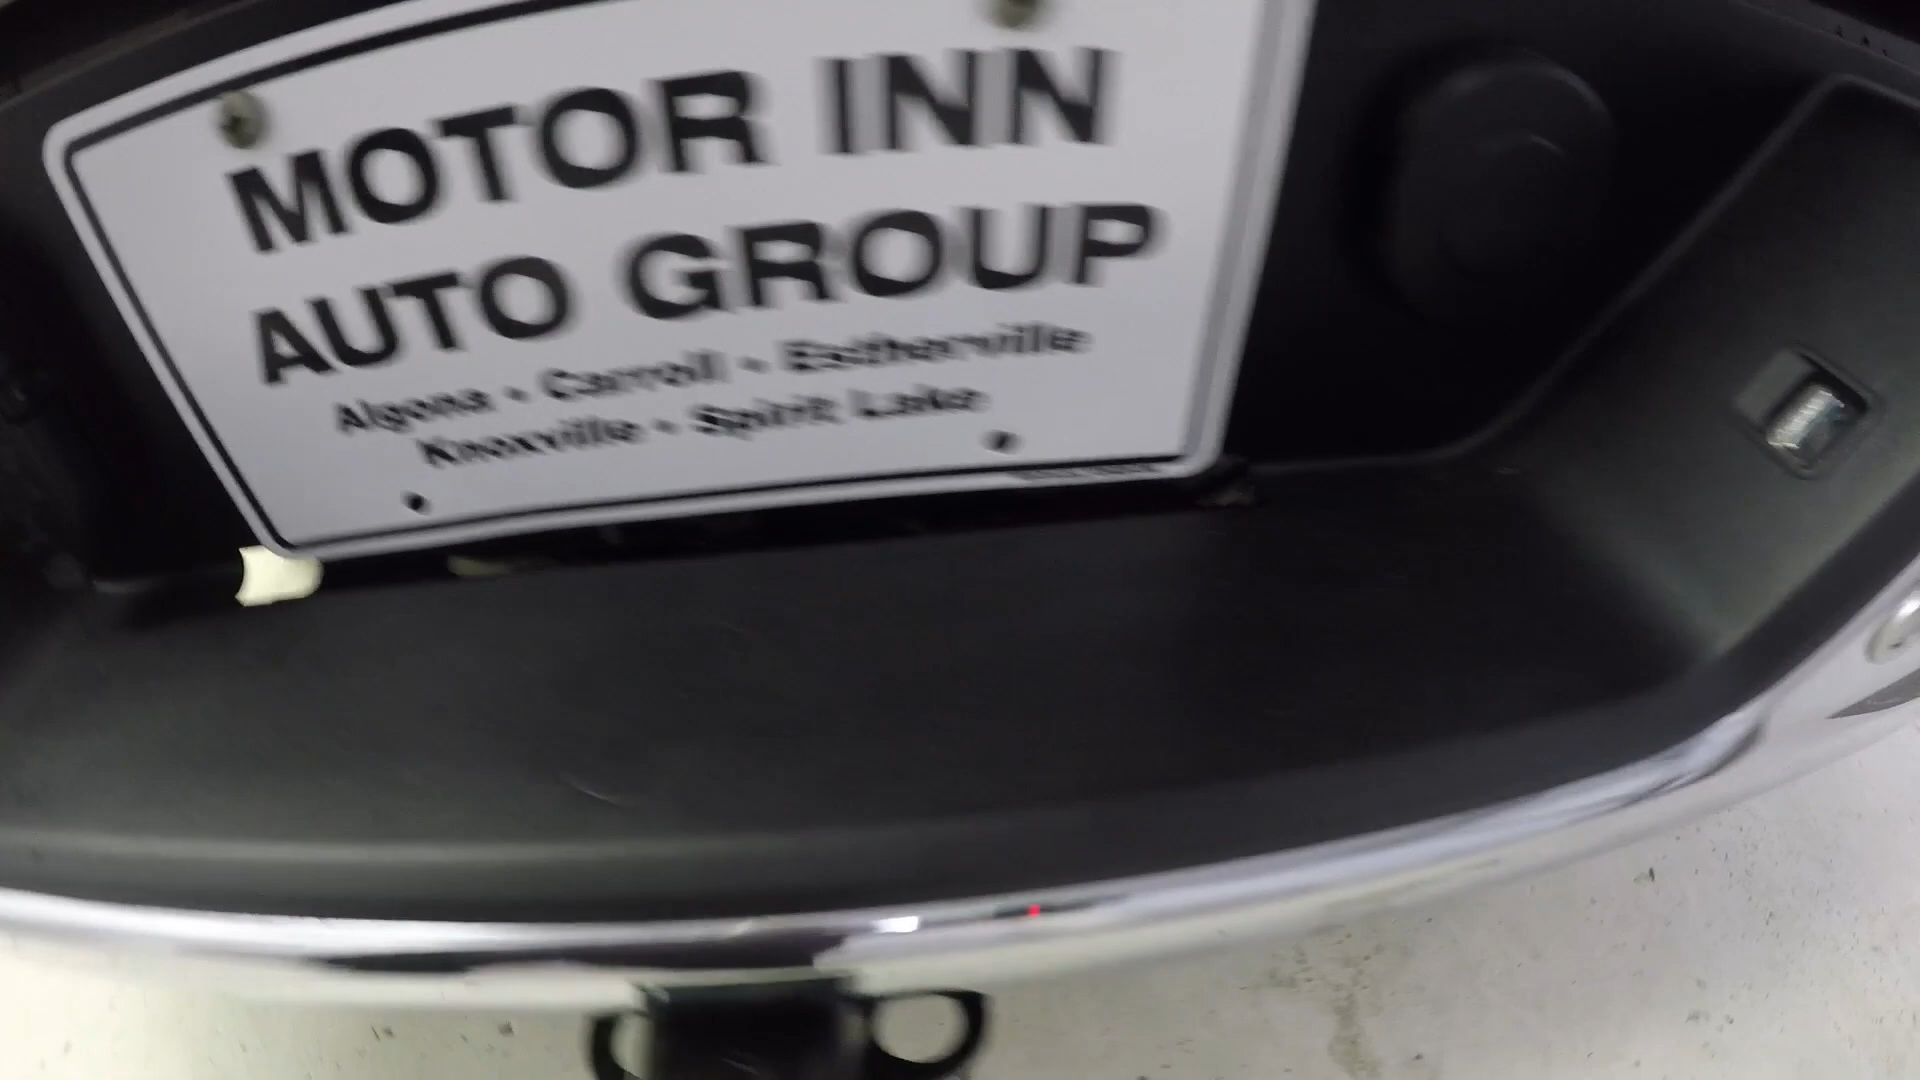 MOTOR INN
AUTO GROUP
Algona • Carroll • Estherville
Knoxville • Spirit Lake